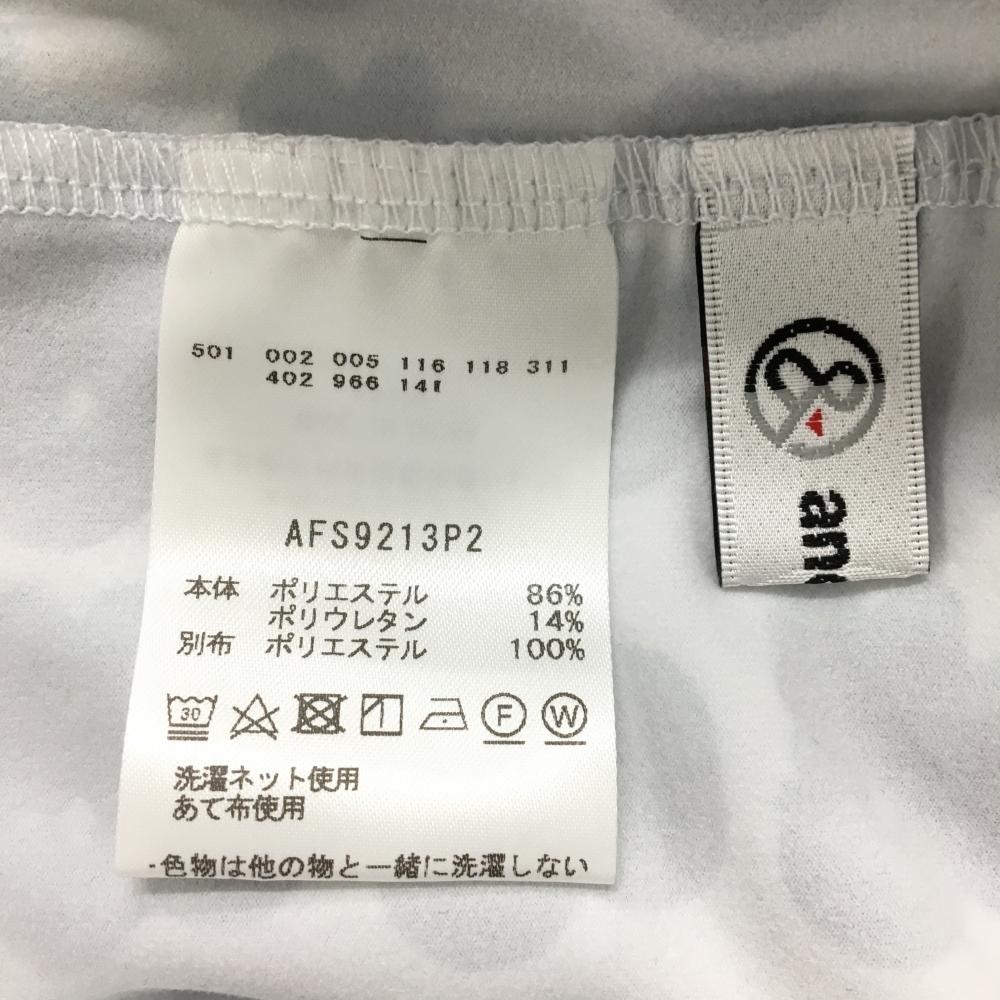 501 002 005 116 118 311
402 966 141
AFS9213P2
本体 ポリエステル 86%
ポリウレタン 14%
別布 ポリエステル 100%
30 F W
洗濯ネット使用
あて布使用
・色物は他の物と一緒に洗濯しない
and